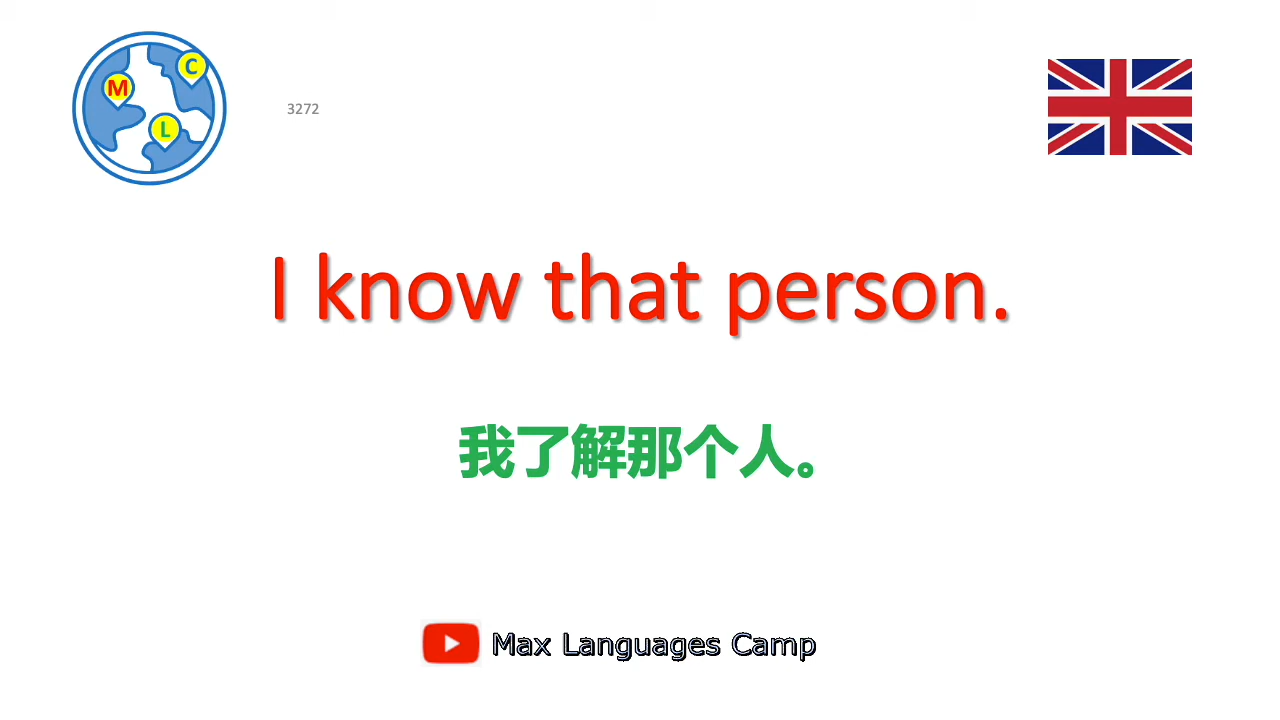 C
M
L
3272
I know that person.
我了解那个人。
Max Languages Camp